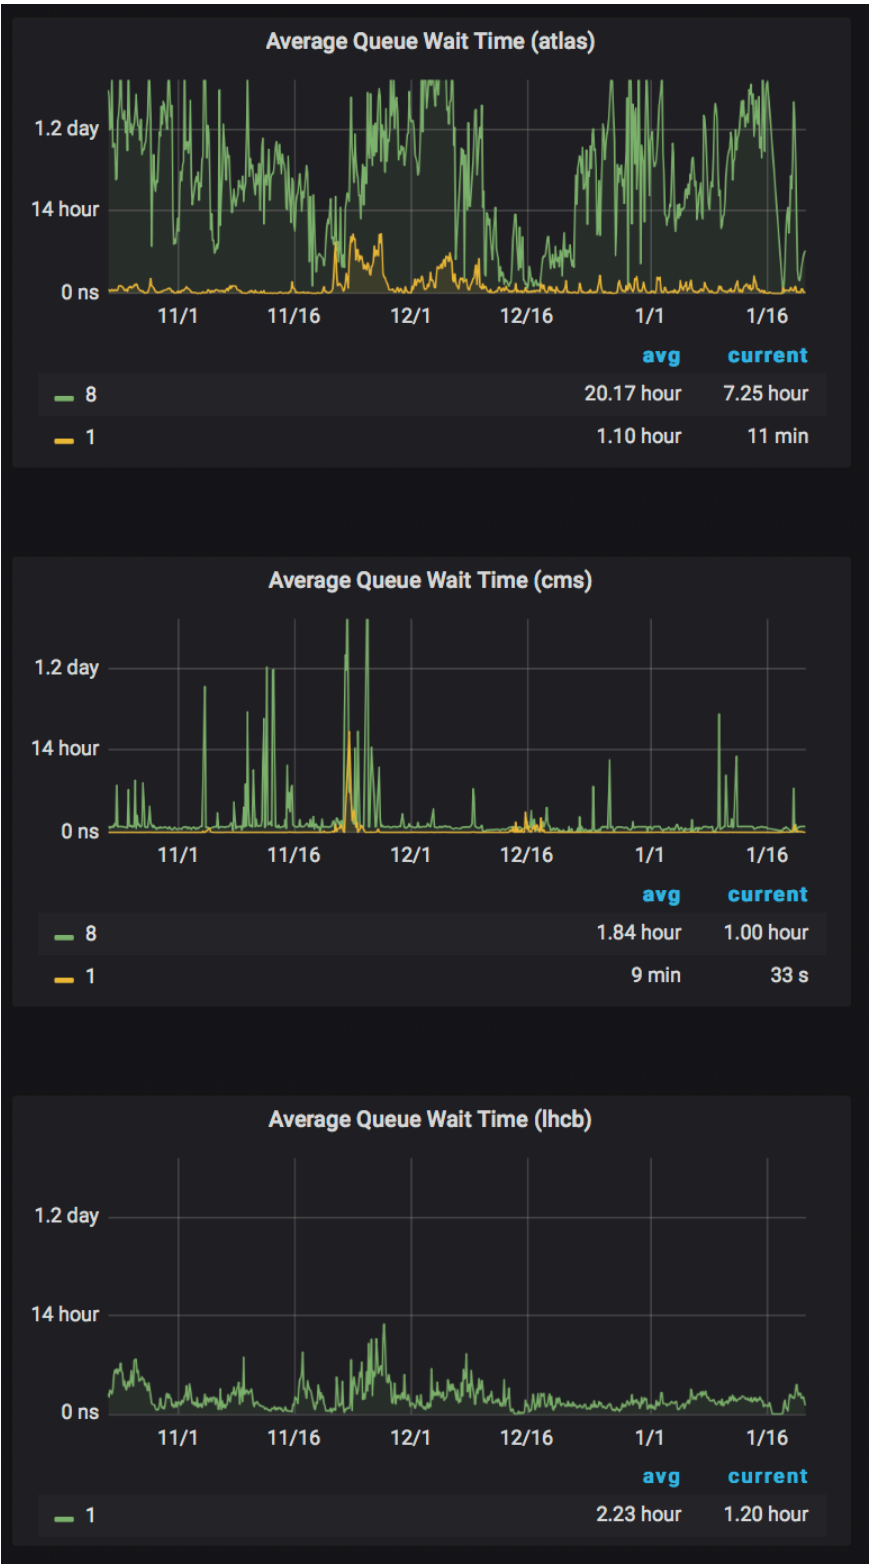 Average Queue Wait Time (atlas)
1.2 day
14 hour
0 ns
11/1 11/16 12/1 12/16 1/1 1/16
avg current
8 20.17 hour 7.25 hour
1 1.10 hour 11 min
Average Queue Wait Time (cms)
1.2 day
14 hour
0 ns
11/1 11/16 12/1 12/16 1/1 1/16
avg current
8 1.84 hour 1.00 hour
1 9 min 33 s
Average Queue Wait Time (lhcb)
1.2 day
14 hour
0 ns
11/1 11/16 12/1 12/16 1/1 1/16
avg current
1 2.23 hour 1.20 hour